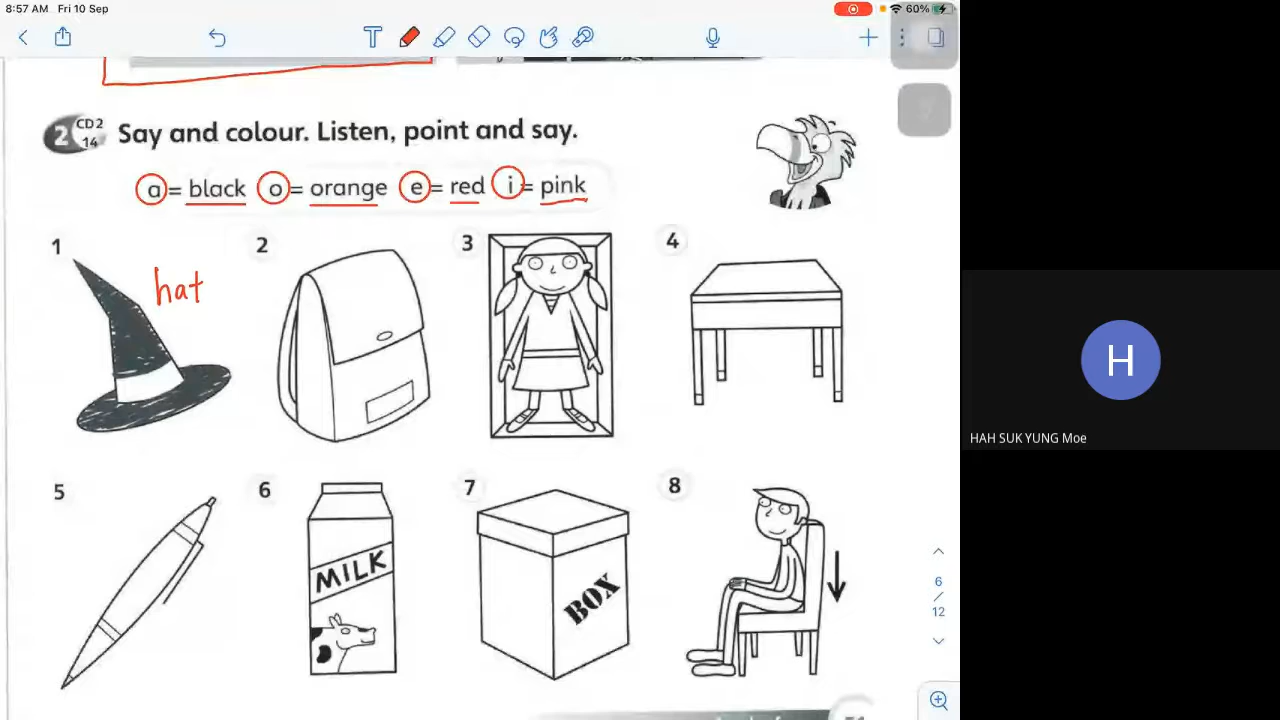 8:57 AM Fri 10 Sep
60%
2 CD2 14 Say and colour. Listen, point and say.
a = black o = orange e = red i = pink
1 2 3 4
hat
5 6 7 8
MILK
BOX
6 / 12
H
HAH SUK YUNG Moe